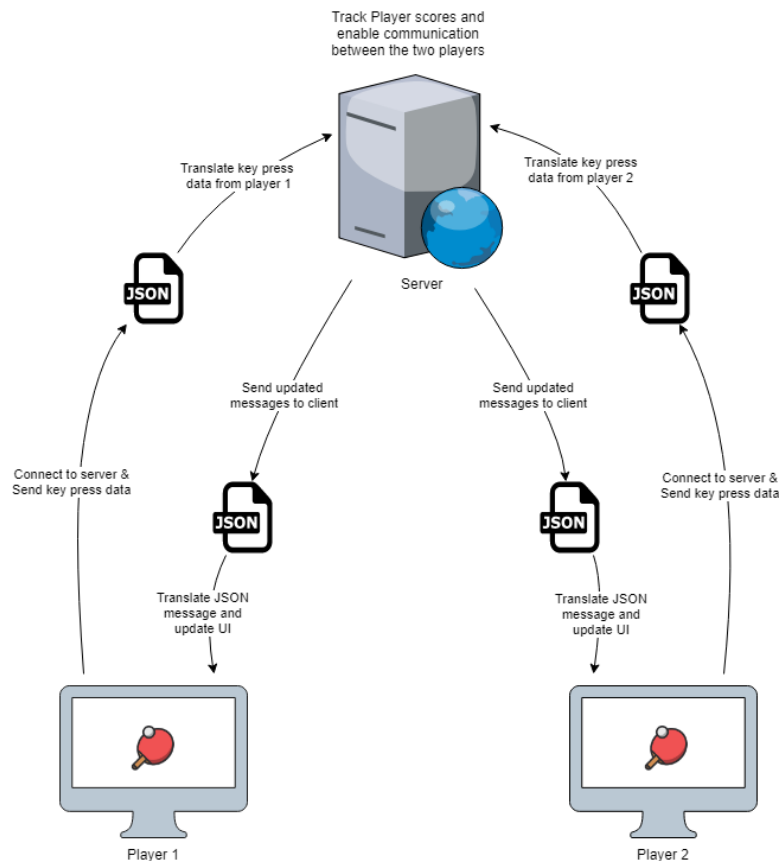 Track Player scores and
enable communication
between the two players
Translate key press
data from player 1
Translate key press
data from player 2
JSON
JSON
Server
Send updated
messages to client
Send updated
messages to client
Connect to server &
Send key press data
Connect to server &
Send key press data
JSON
JSON
Translate JSON
message and
update UI
Translate JSON
message and
update UI
Player 1
Player 2